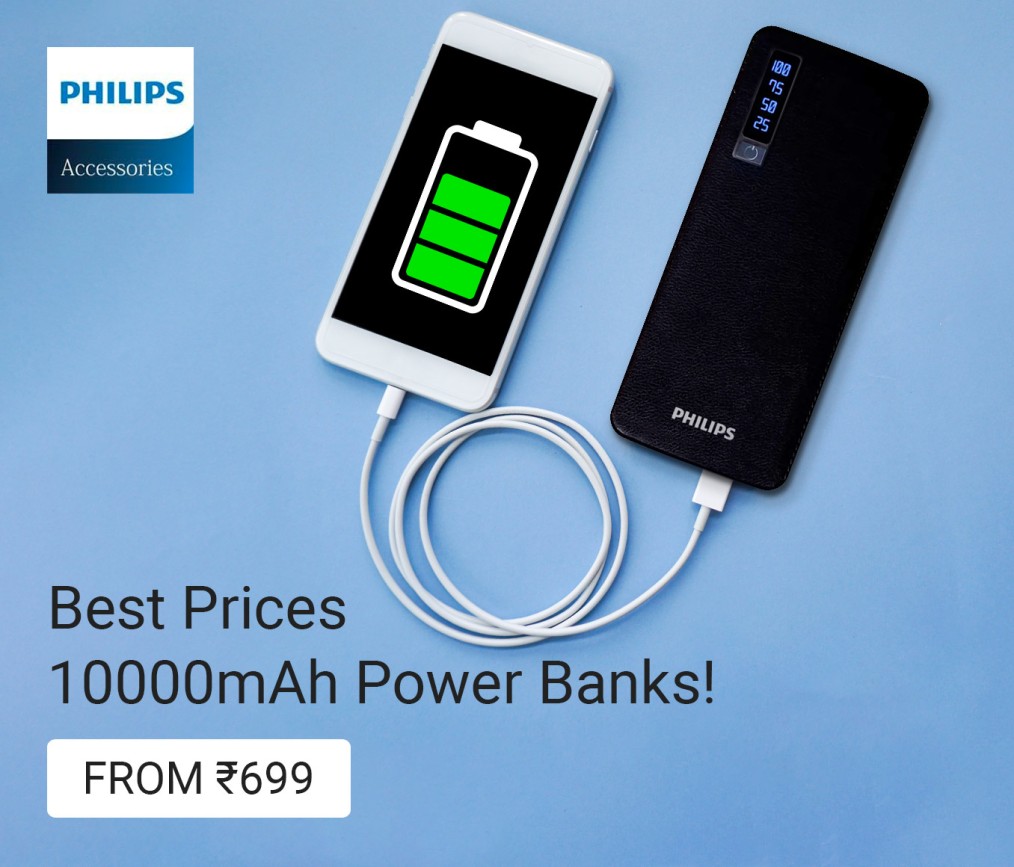 PHILIPS
Accessories
100
75
50
25
PHILIPS
Best Prices
10000mAh Power Banks!
FROM ₹699